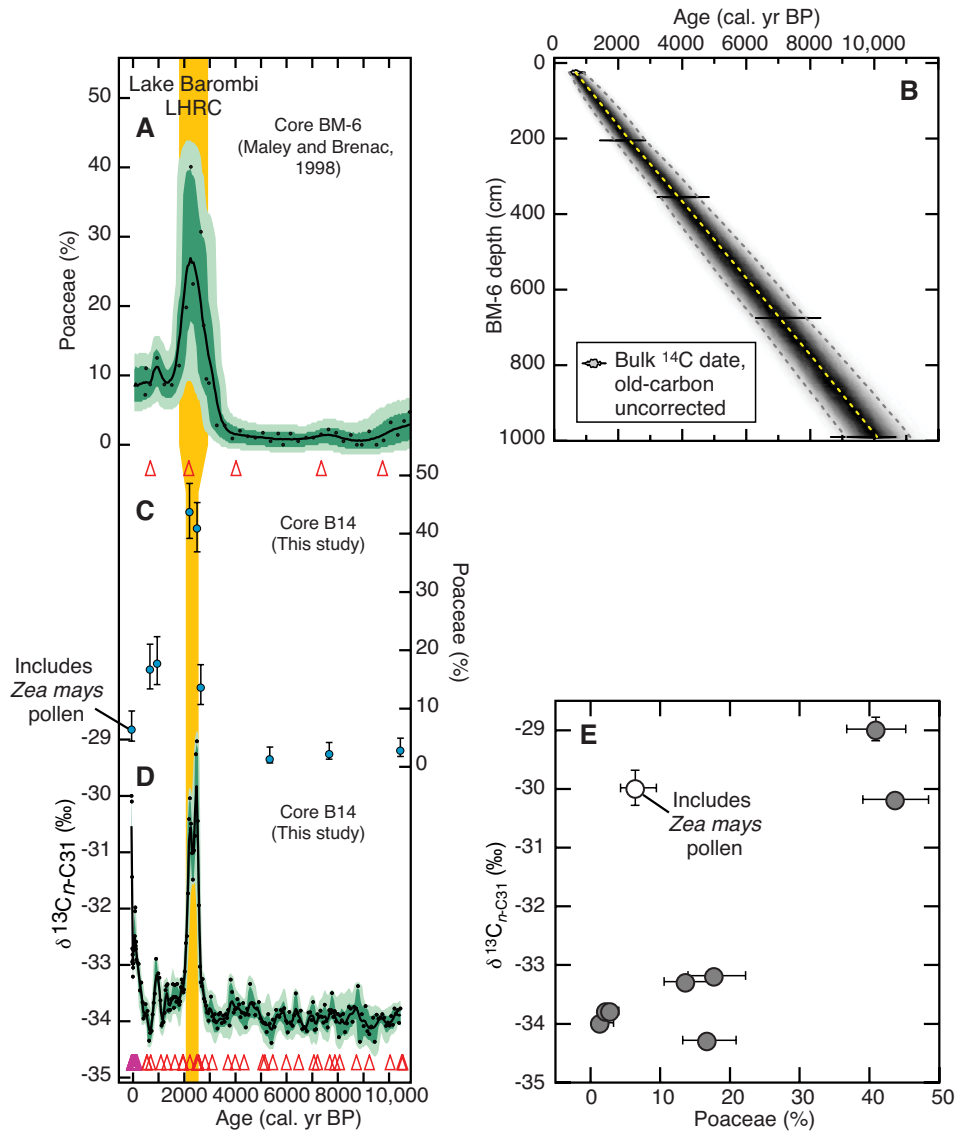 Lake Barombi
LHRC
A
Core BM-6
(Maley and Brenac,
1998)
50
40
30
20
10
0
Poaceae (%)
Age (cal. yr BP)
2000
4000
6000
8000
10,000
0
200
400
600
800
1000
BM-6 depth (cm)
B
Bulk ¹⁴C date,
old-carbon
uncorrected
C
Core B14
(This study)
50
40
30
20
10
0
Poaceae (%)
Includes
Zea mays
pollen
D
Core B14
(This study)
-29
-30
-31
-32
-33
-34
-35
δ¹³Cn-C31 (‰)
0 2000 4000 6000 8000 10,000
Age (cal. yr BP)
E
Includes
Zea mays
pollen
-29
-30
-31
-32
-33
-34
-35
δ¹³Cn-C31 (‰)
0 10 20 30 40 50
Poaceae (%)